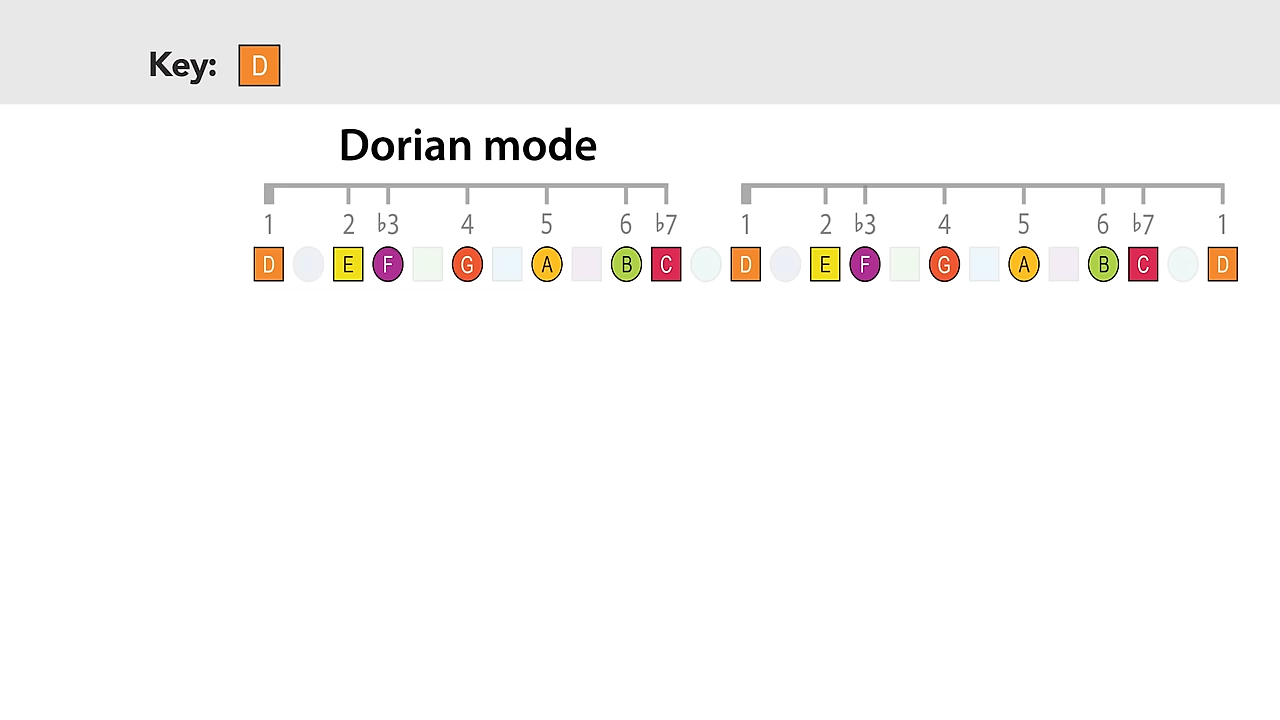 Key: D
Dorian mode
1 2 ♭3 4 5 6 ♭7 1 2 ♭3 4 5 6 ♭7 1
D E F G A B C D E F G A B C D